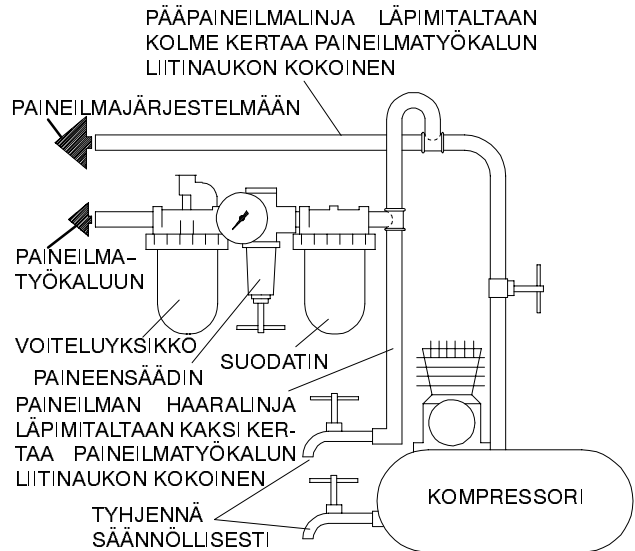 PÄÄPAINEILMALINJA LÄPIMITALTAAN
KOLME KERTAA PAINEILMATYÖKALUN
LIITINAUKON KOKOINEN
PAINEILMAJÄRJESTELMÄÄN
PAINEILMA–
TYÖKALUUN
VOITELUYKSIKKÖ
SUODATIN
PAINEENSÄÄDIN
PAINEILMAN HAARALINJA
LÄPIMITALTAAN KAKSI KER-
TAA PAINEILMATYÖKALUN
LIITINAUKON KOKOINEN
KOMPRESSORI
TYHJENNÄ
SÄÄNNÖLLISESTI